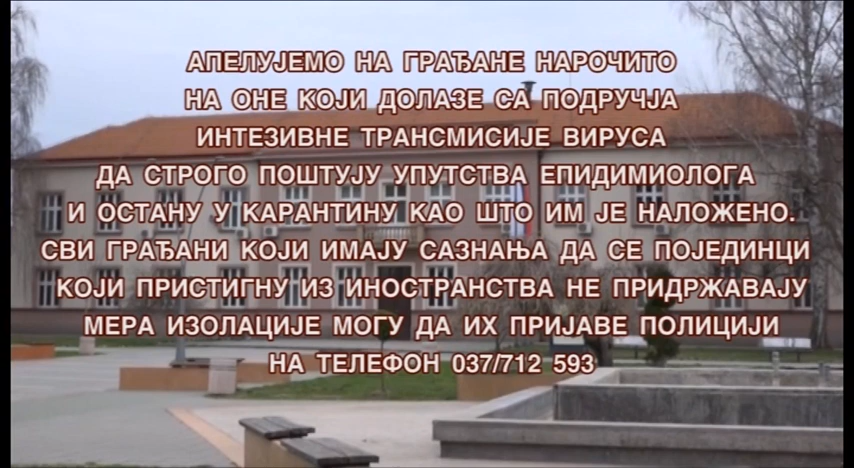 АПЕЛУЈЕМО НА ГРАЂАНЕ НАРОЧИТО
НА ОНЕ КОЈИ ДОЛАЗЕ СА ПОДРУЧЈА
ИНТЕЗИВНЕ ТРАНСМИСИЈЕ ВИРУСА
ДА СТРОГО ПОШТУЈУ УПУТСТВА ЕПИДИМИОЛОГА
И ОСТАНУ У КАРАНТИНУ КАО ШТО ИМ ЈЕ НАЛОЖЕНО.
СВИ ГРАЂАНИ КОЈИ ИМАЈУ САЗНАЊА ДА СЕ ПОЈЕДИНЦИ
КОЈИ ПРИСТИГНУ ИЗ ИНОСТРАНСТВА НЕ ПРИДРЖАВАЈУ
МЕРА ИЗОЛАЦИЈЕ МОГУ ДА ИХ ПРИЈАВЕ ПОЛИЦИЈИ
НА ТЕЛЕФОН 037/712 593